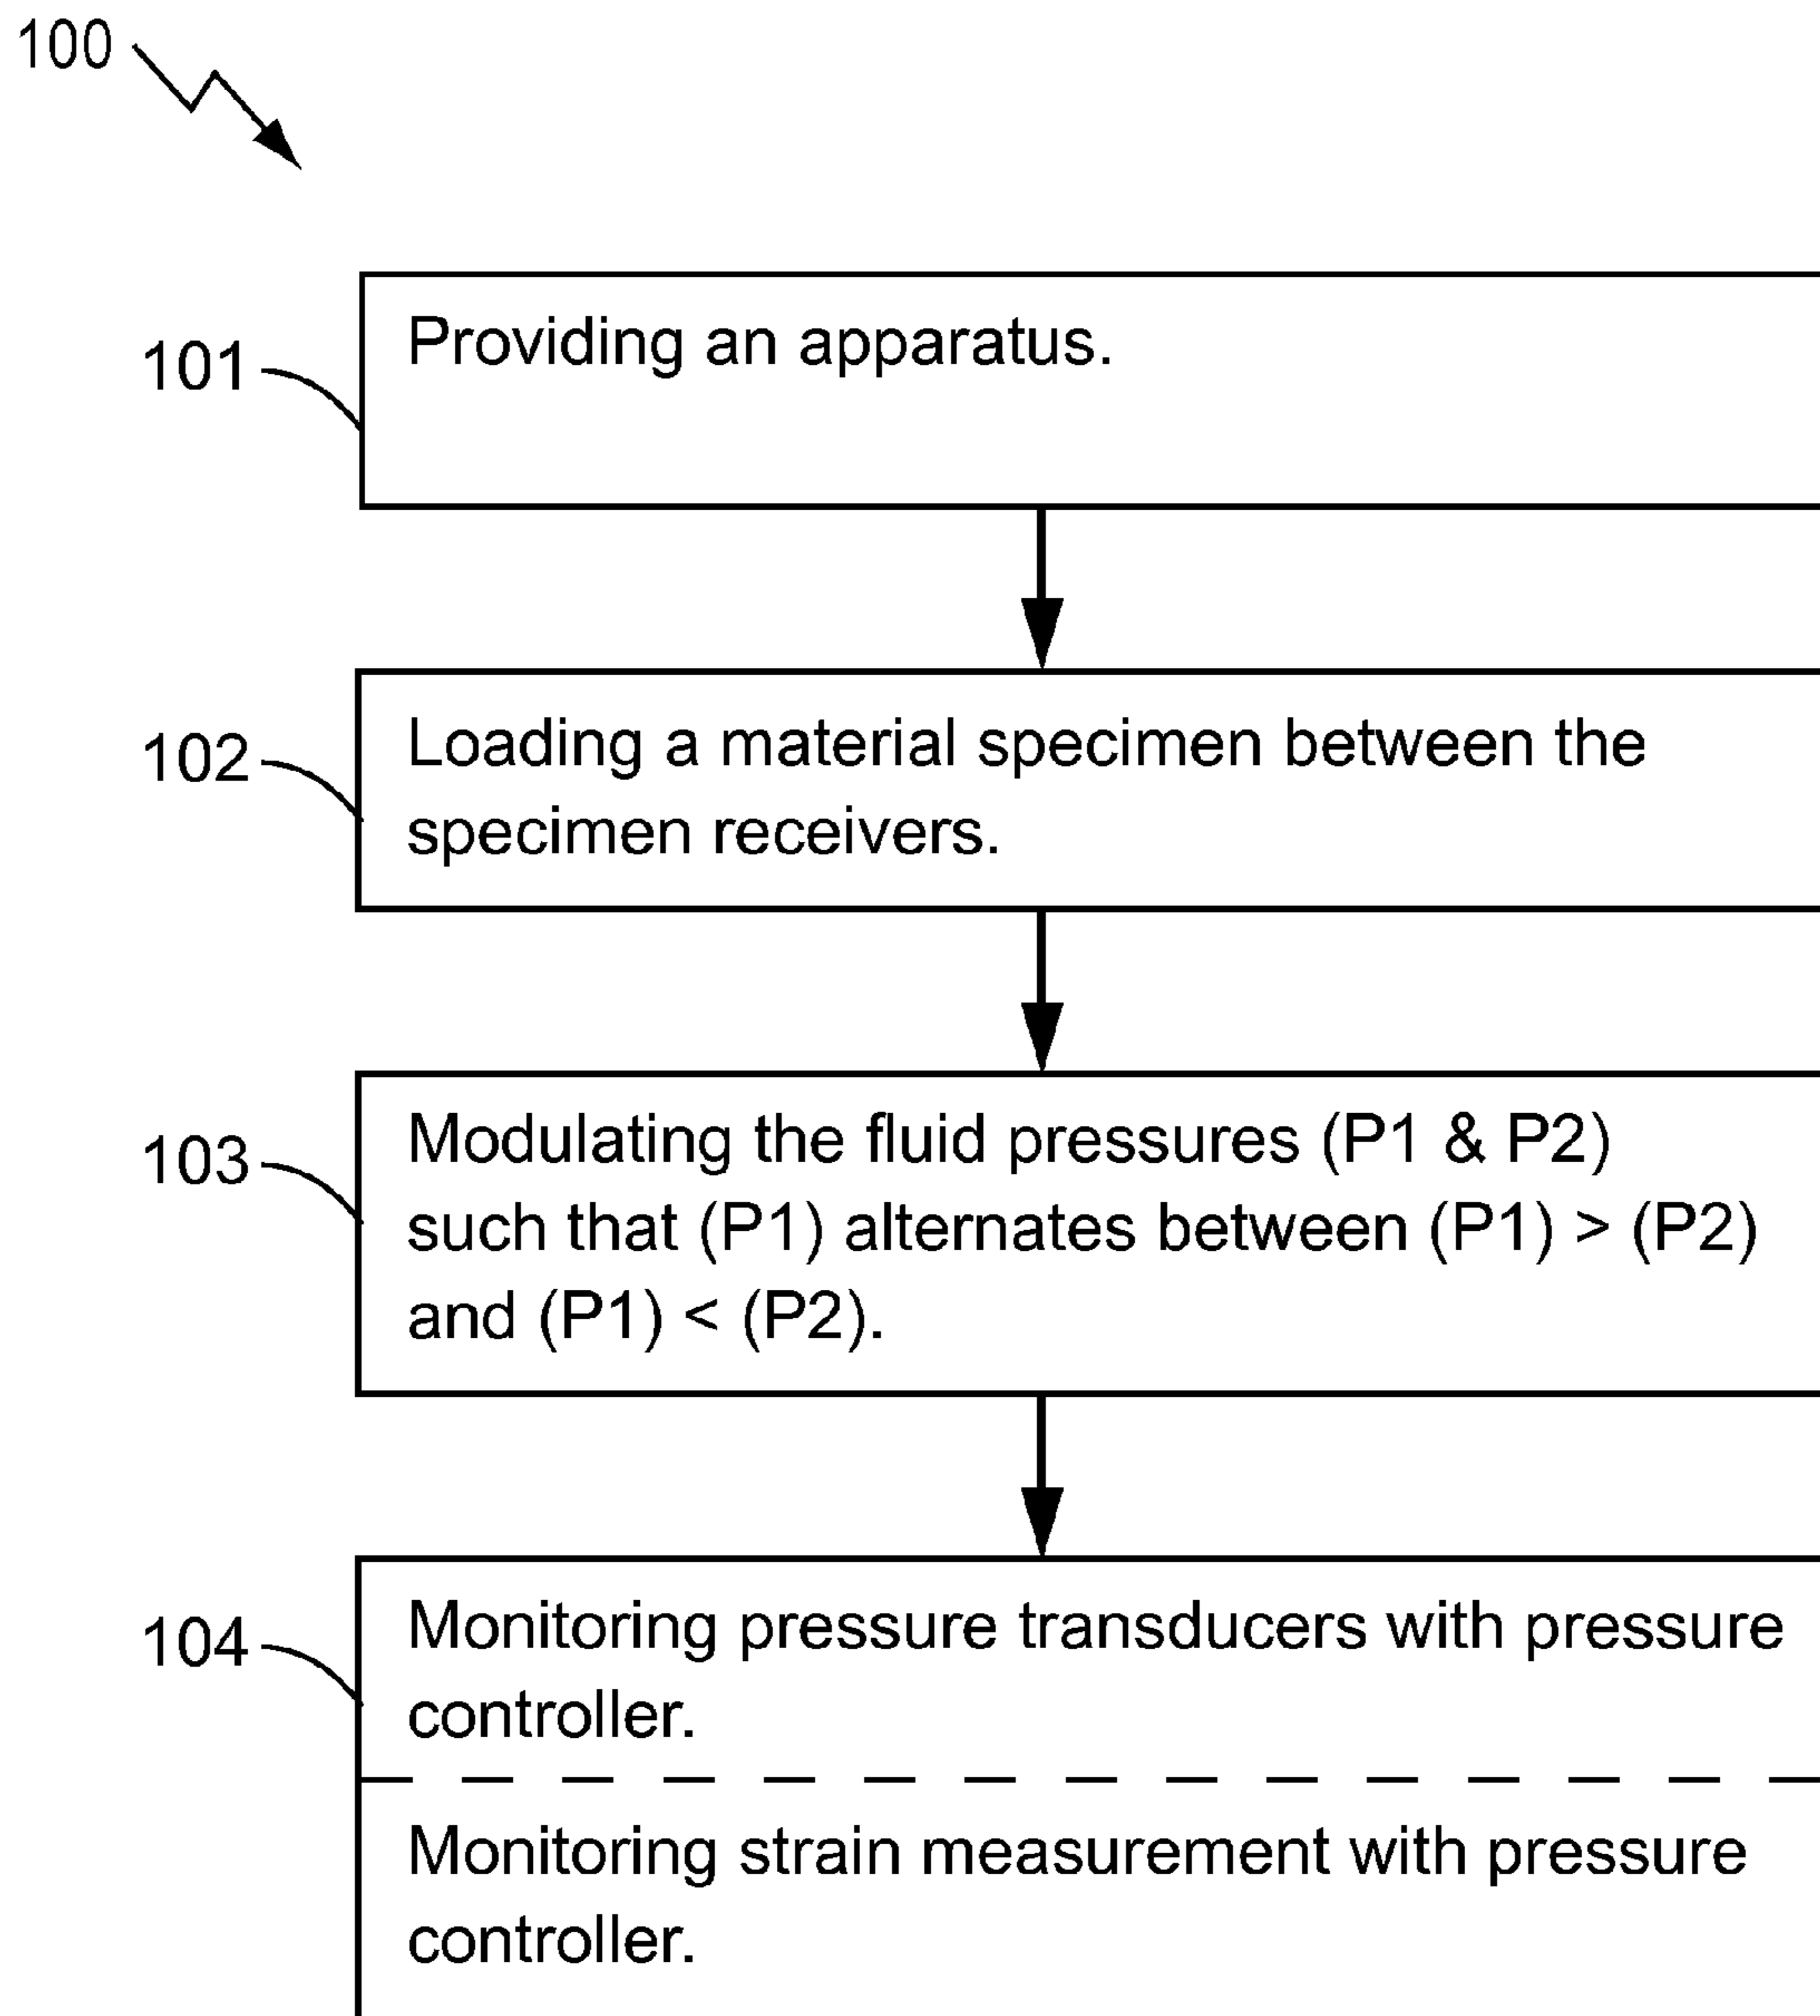 100
101
Providing an apparatus.
102
Loading a material specimen between the
specimen receivers.
103
Modulating the fluid pressures (P1 & P2)
such that (P1) alternates between (P1) > (P2)
and (P1) < (P2).
104
Monitoring pressure transducers with pressure
controller.
Monitoring strain measurement with pressure
controller.